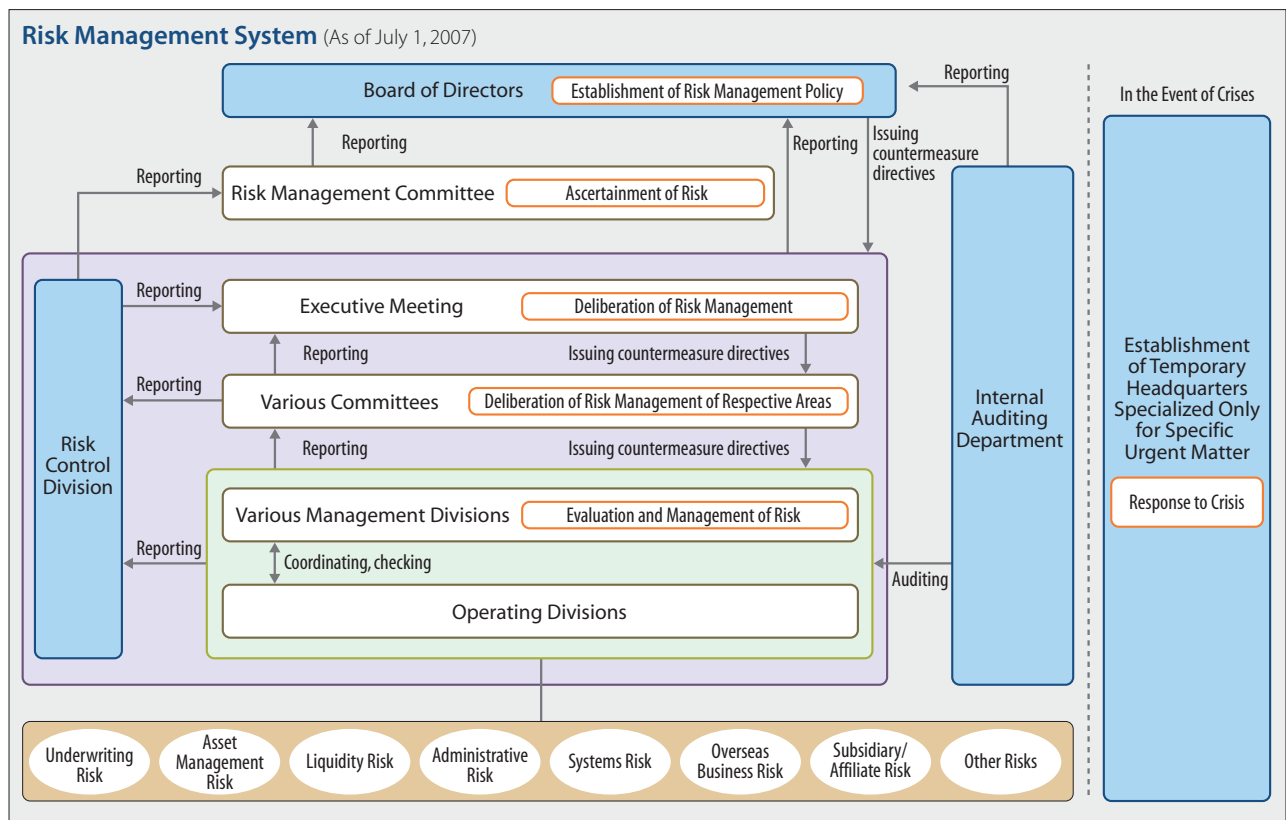 Risk Management System (As of July 1, 2007)
Board of Directors
Establishment of Risk Management Policy
Reporting
In the Event of Crises
Reporting
Reporting
Issuing
countermeasure
directives
Reporting
Risk Management Committee
Ascertainment of Risk
Reporting
Executive Meeting
Deliberation of Risk Management
Reporting
Issuing countermeasure directives
Reporting
Various Committees
Deliberation of Risk Management of Respective Areas
Reporting
Issuing countermeasure directives
Risk
Control
Division
Various Management Divisions
Evaluation and Management of Risk
Reporting
Coordinating, checking
Operating Divisions
Auditing
Internal
Auditing
Department
Establishment
of Temporary
Headquarters
Specialized Only
for Specific
Urgent Matter
Response to Crisis
Underwriting
Risk
Asset
Management
Risk
Liquidity Risk
Administrative
Risk
Systems Risk
Overseas
Business Risk
Subsidiary/
Affiliate Risk
Other Risks